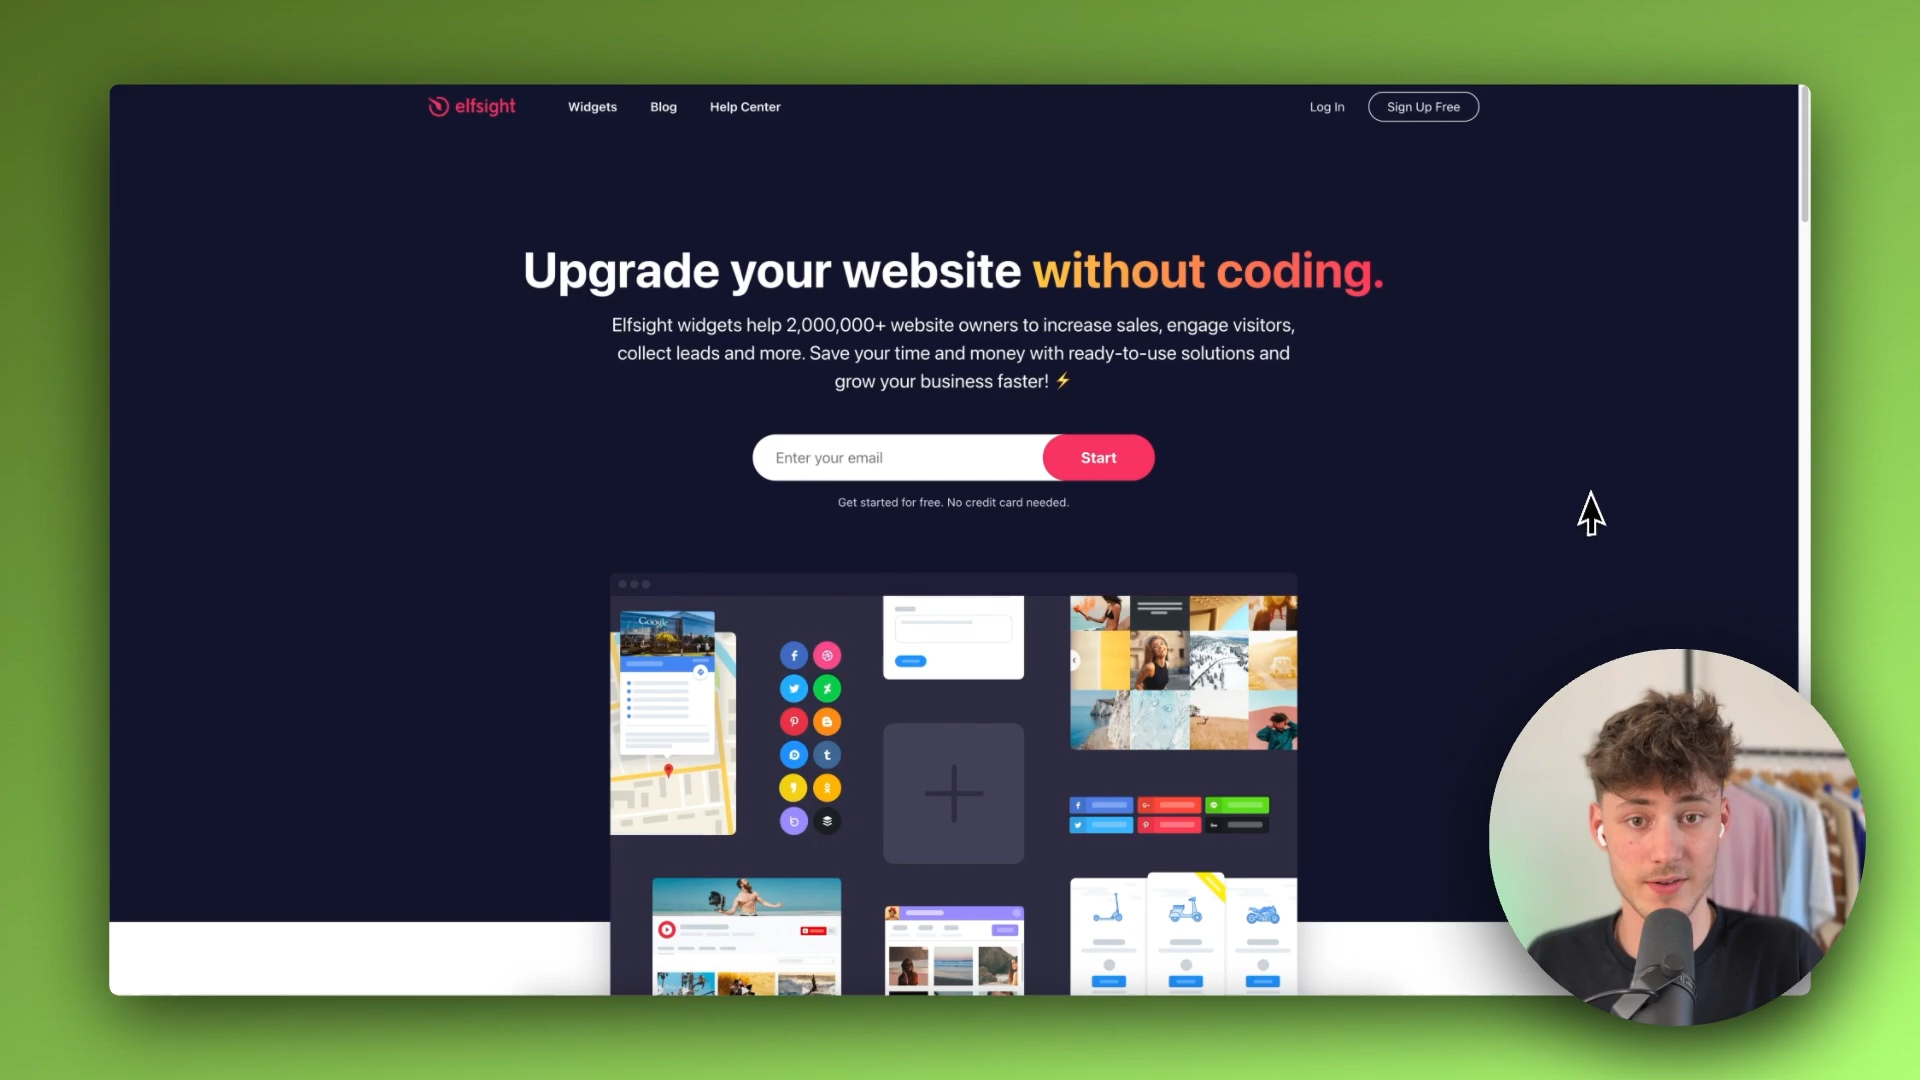 elfsight
Widgets
Blog
Help Center
Log In
Sign Up Free
Upgrade your website without coding.
Elfsight widgets help 2,000,000+ website owners to increase sales, engage visitors,
collect leads and more. Save your time and money with ready-to-use solutions and
grow your business faster! ⚡
Enter your email
Start
Get started for free. No credit card needed.
Google